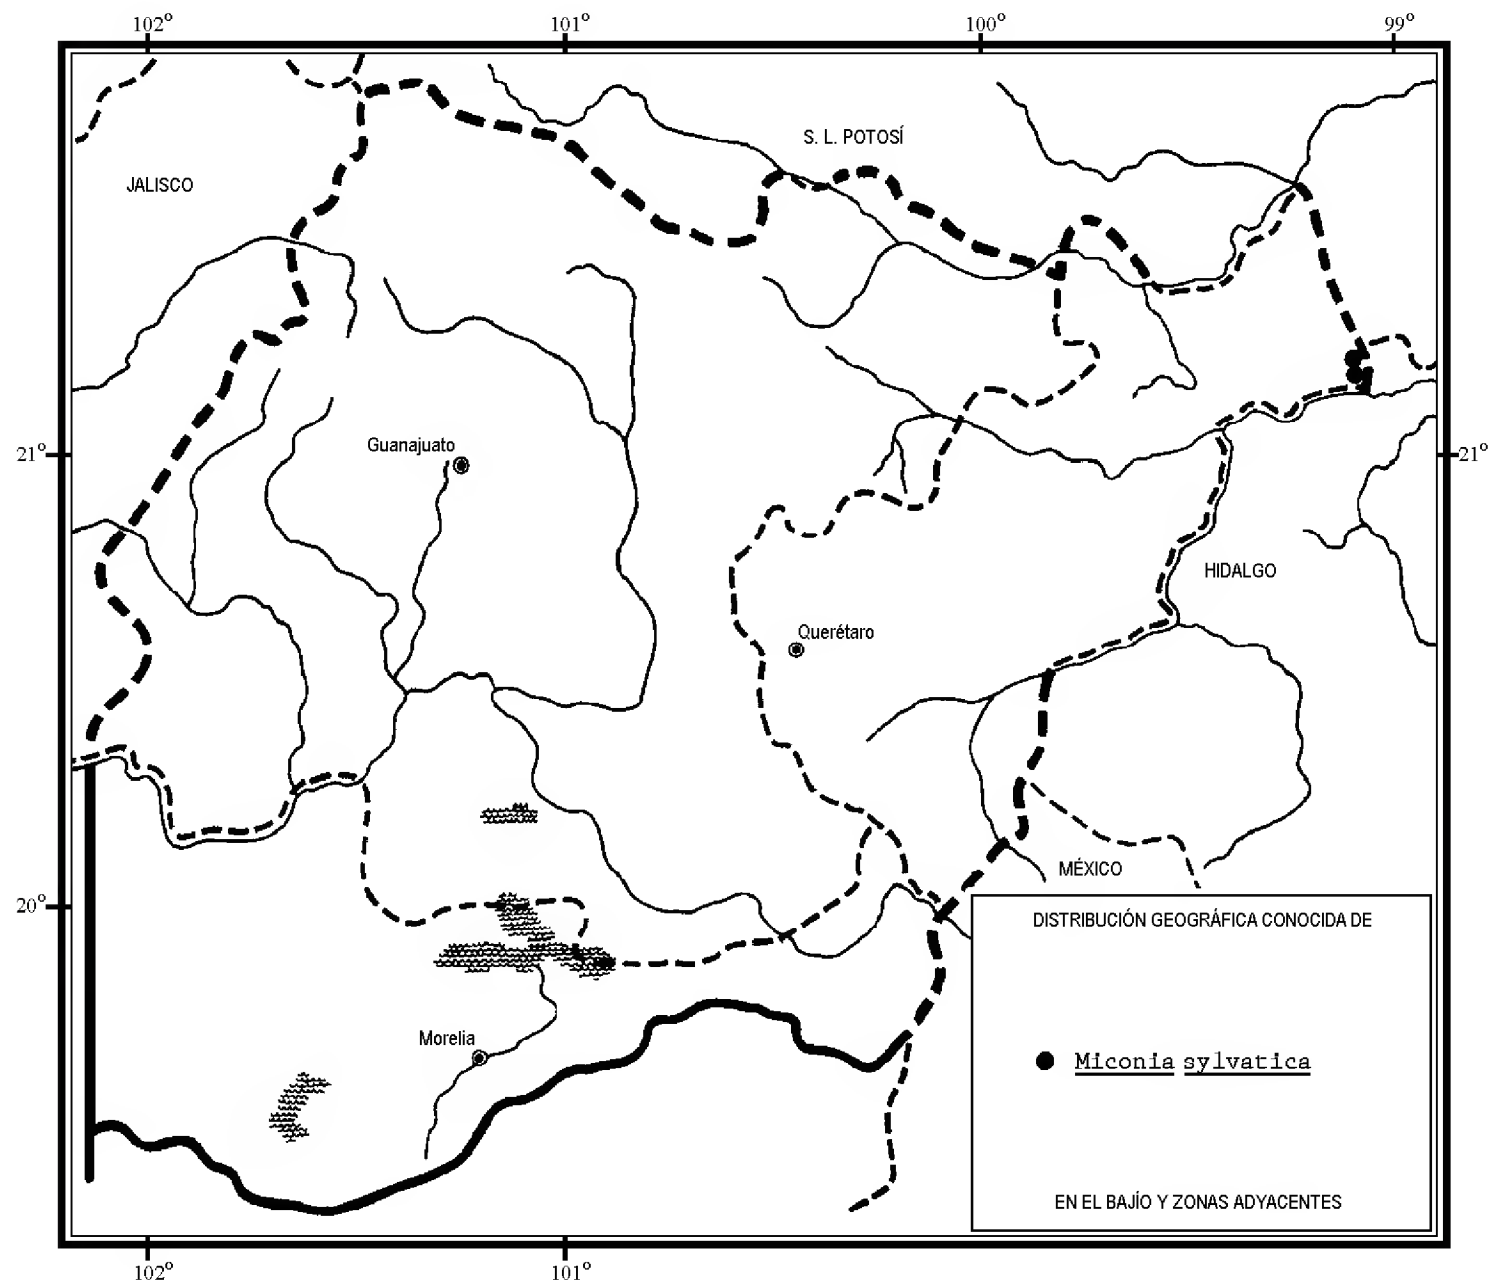 102° 101° 100° 99°
S. L. POTOSÍ
JALISCO
Guanajuato
21° 21°
HIDALGO
Querétaro
MÉXICO
20°
DISTRIBUCIÓN GEOGRÁFICA CONOCIDA DE
Morelia
Miconia sylvatica
EN EL BAJÍO Y ZONAS ADYACENTES
102° 101°